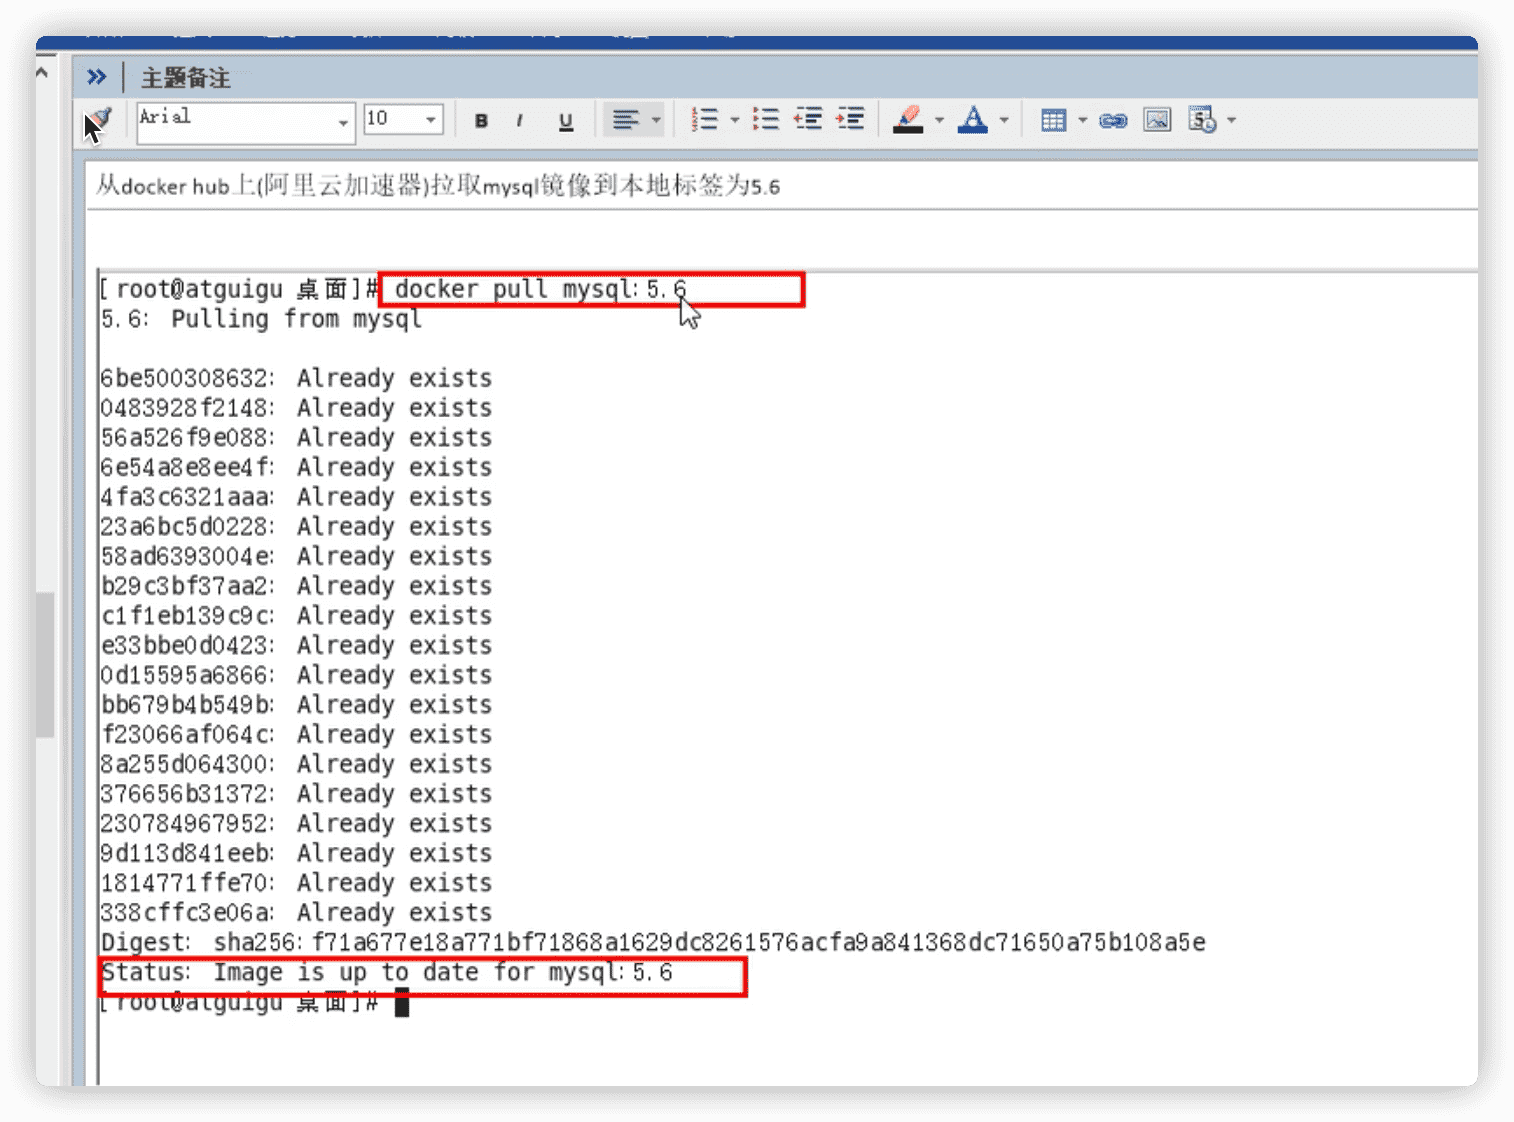 主题备注
Arial
10
B I U
从docker hub上(阿里云加速器)拉取mysql镜像到本地标签为5.6
[root@atguigu 桌面]# docker pull mysql:5.6
5.6: Pulling from mysql
6be500308632: Already exists
0483928f2148: Already exists
56a526f9e088: Already exists
6e54a8e8ee4f: Already exists
4fa3c6321aaa: Already exists
23a6bc5d0228: Already exists
58ad6393004e: Already exists
b29c3bf37aa2: Already exists
c1f1eb139c9c: Already exists
e33bbe0d0423: Already exists
0d15595a6866: Already exists
bb679b4b549b: Already exists
f23066af064c: Already exists
8a255d064300: Already exists
376656b31372: Already exists
230784967952: Already exists
9d113d841eeb: Already exists
1814771ffe70: Already exists
338cffc3e06a: Already exists
Digest: sha256:f71a677e18a771bf71868a1629dc8261576acfa9a841368dc71650a75b108a5e
Status: Image is up to date for mysql:5.6
[root@atguigu 桌面]#